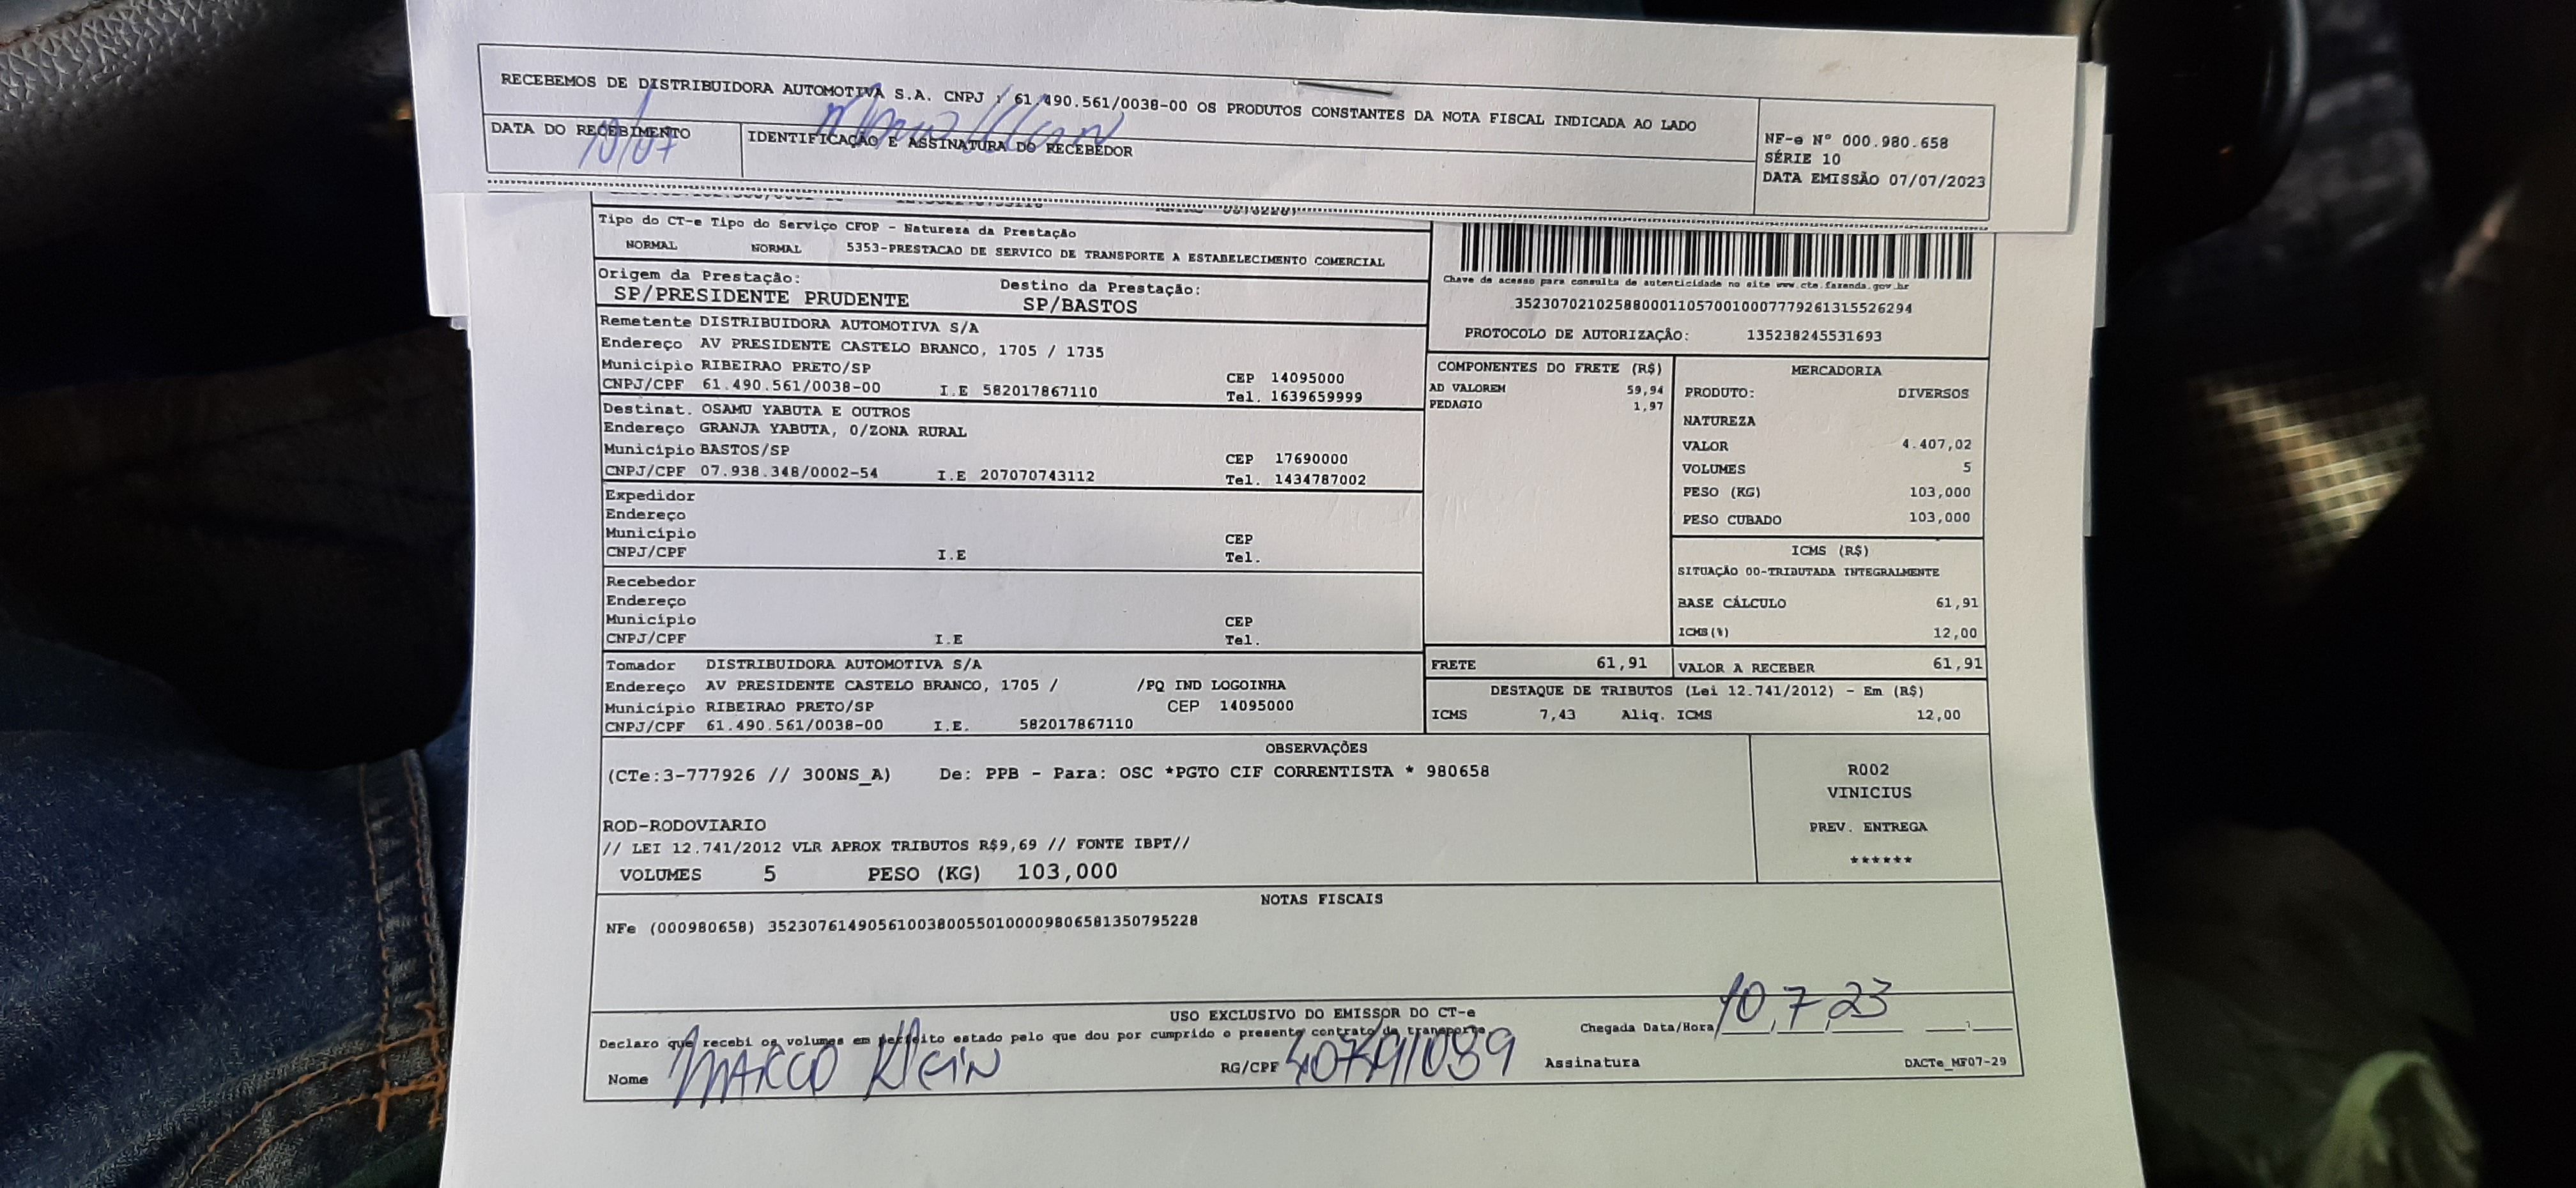 RECEBEMOS DE DISTRIBUIDORA AUTOMOTIVA S.A. CNPJ : 61.490.561/0038-00 OS PRODUTOS CONSTANTES DA NOTA FISCAL INDICADA AO LADO
DATA DO RECEBIMENTO
10/07
IDENTIFICAÇÃO E ASSINATURA DO RECEBEDOR
NF-e Nº 000.980.658
SÉRIE 10
DATA EMISSÃO 07/07/2023
Tipo do CT-e Tipo do Serviço CFOP - Natureza da Prestação
NORMAL NORMAL 5353-PRESTACAO DE SERVICO DE TRANSPORTE A ESTABELECIMENTO COMERCIAL
Origem da Prestação: Destino da Prestação:
SP/PRESIDENTE PRUDENTE SP/BASTOS
Chave de acesso para consulta de autenticidade no site www.cte.fazenda.gov.br
35230702102588000110570010007779261315526294
PROTOCOLO DE AUTORIZAÇÃO: 135238245531693
Remetente DISTRIBUIDORA AUTOMOTIVA S/A
Endereço AV PRESIDENTE CASTELO BRANCO, 1705 / 1735
Município RIBEIRAO PRETO/SP CEP 14095000
CNPJ/CPF 61.490.561/0038-00 I.E 582017867110 Tel. 1639659999
Destinat. OSAMU YABUTA E OUTROS
Endereço GRANJA YABUTA, 0/ZONA RURAL
Município BASTOS/SP CEP 17690000
CNPJ/CPF 07.938.348/0002-54 I.E 207070743112 Tel. 1434787002
Expedidor
Endereço
Município CEP
CNPJ/CPF I.E Tel.
Recebedor
Endereço
Município CEP
CNPJ/CPF I.E Tel.
Tomador DISTRIBUIDORA AUTOMOTIVA S/A
Endereço AV PRESIDENTE CASTELO BRANCO, 1705 / /PQ IND LOGOINHA
Município RIBEIRAO PRETO/SP CEP 14095000
CNPJ/CPF 61.490.561/0038-00 I.E. 582017867110
COMPONENTES DO FRETE (R$)
AD VALOREM 59,94
PEDAGIO 1,97
MERCADORIA
PRODUTO: DIVERSOS
NATUREZA
VALOR 4.407,02
VOLUMES 5
PESO (KG) 103,000
PESO CUBADO 103,000
ICMS (R$)
SITUAÇÃO 00-TRIBUTADA INTEGRALMENTE
BASE CÁLCULO 61,91
ICMS(%) 12,00
FRETE 61,91 VALOR A RECEBER 61,91
DESTAQUE DE TRIBUTOS (Lei 12.741/2012) - Em (R$)
ICMS 7,43 Aliq. ICMS 12,00
OBSERVAÇÕES
(CTe:3-777926 // 300NS_A) De: PPB - Para: OSC *PGTO CIF CORRENTISTA * 980658
ROD-RODOVIARIO
// LEI 12.741/2012 VLR APROX TRIBUTOS R$9,69 // FONTE IBPT//
VOLUMES 5 PESO (KG) 103,000
R002
VINICIUS
PREV. ENTREGA
******
NOTAS FISCAIS
NFe (000980658) 35230761490561003800550100009806581350795228
USO EXCLUSIVO DO EMISSOR DO CT-e
Declaro que recebi os volumes em perfeito estado pelo que dou por cumprido o presente contrato de transporte.
Chegada Data/Hora 10,7,23
Nome MARCO Klein RG/CPF Assinatura DACTe_MF07-29